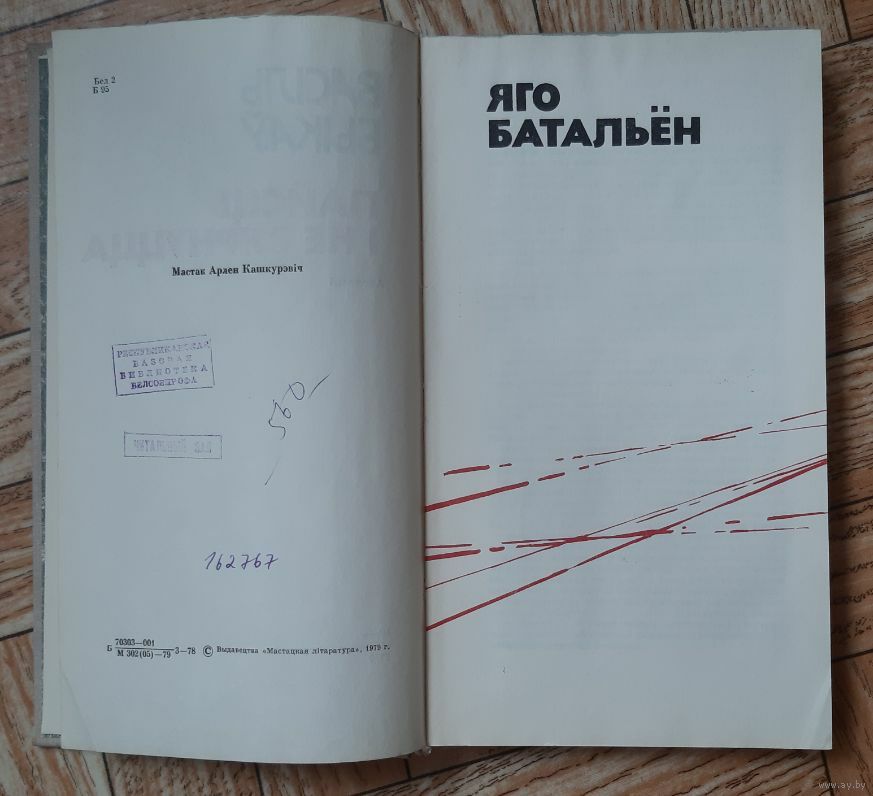 Бел 2
Б 95
Мастак Арлен Кашкурэвіч
РЕСПУБЛИКАНСКАЯ
БАЗОВАЯ
БИБЛИОТЕКА
БЕЛСОВПРОФА
ЧИТАЛЬНЫЙ ЗАЛ
560
162767
Б 70303—001
М 302(05)—79 3—78 © Выдавецтва «Мастацкая літаратура», 1979 г.
ЯГО
БАТАЛЬЁН
www.ay.by